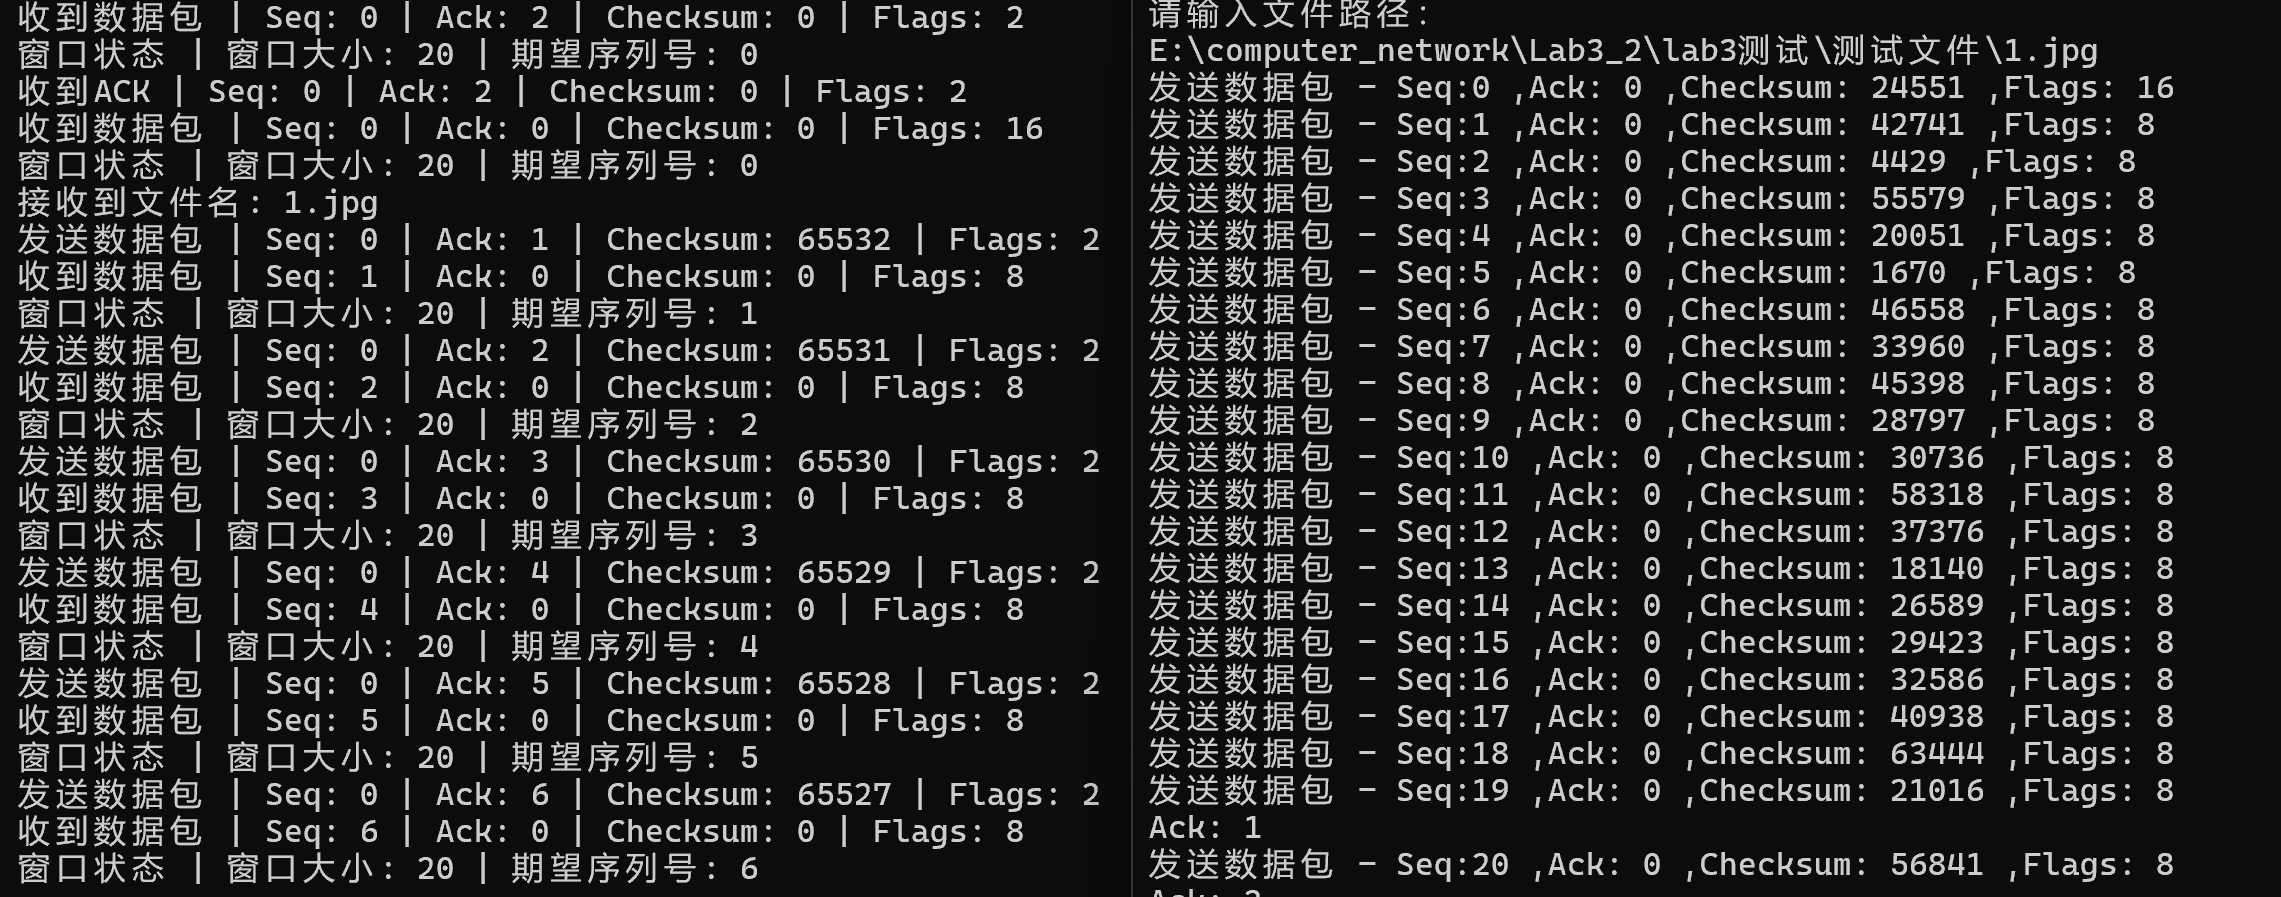 收到数据包 | Seq: 0 | Ack: 2 | Checksum: 0 | Flags: 2
窗口状态 | 窗口大小: 20 | 期望序列号: 0
收到ACK | Seq: 0 | Ack: 2 | Checksum: 0 | Flags: 2
收到数据包 | Seq: 0 | Ack: 0 | Checksum: 0 | Flags: 16
窗口状态 | 窗口大小: 20 | 期望序列号: 0
接收到文件名: 1.jpg
发送数据包 | Seq: 0 | Ack: 1 | Checksum: 65532 | Flags: 2
收到数据包 | Seq: 1 | Ack: 0 | Checksum: 0 | Flags: 8
窗口状态 | 窗口大小: 20 | 期望序列号: 1
发送数据包 | Seq: 0 | Ack: 2 | Checksum: 65531 | Flags: 2
收到数据包 | Seq: 2 | Ack: 0 | Checksum: 0 | Flags: 8
窗口状态 | 窗口大小: 20 | 期望序列号: 2
发送数据包 | Seq: 0 | Ack: 3 | Checksum: 65530 | Flags: 2
收到数据包 | Seq: 3 | Ack: 0 | Checksum: 0 | Flags: 8
窗口状态 | 窗口大小: 20 | 期望序列号: 3
发送数据包 | Seq: 0 | Ack: 4 | Checksum: 65529 | Flags: 2
收到数据包 | Seq: 4 | Ack: 0 | Checksum: 0 | Flags: 8
窗口状态 | 窗口大小: 20 | 期望序列号: 4
发送数据包 | Seq: 0 | Ack: 5 | Checksum: 65528 | Flags: 2
收到数据包 | Seq: 5 | Ack: 0 | Checksum: 0 | Flags: 8
窗口状态 | 窗口大小: 20 | 期望序列号: 5
发送数据包 | Seq: 0 | Ack: 6 | Checksum: 65527 | Flags: 2
收到数据包 | Seq: 6 | Ack: 0 | Checksum: 0 | Flags: 8
窗口状态 | 窗口大小: 20 | 期望序列号: 6
请输入文件路径:
E:\computer_network\Lab3_2\lab3测试\测试文件\1.jpg
发送数据包 - Seq:0 ,Ack: 0 ,Checksum: 24551 ,Flags: 16
发送数据包 - Seq:1 ,Ack: 0 ,Checksum: 42741 ,Flags: 8
发送数据包 - Seq:2 ,Ack: 0 ,Checksum: 4429 ,Flags: 8
发送数据包 - Seq:3 ,Ack: 0 ,Checksum: 55579 ,Flags: 8
发送数据包 - Seq:4 ,Ack: 0 ,Checksum: 20051 ,Flags: 8
发送数据包 - Seq:5 ,Ack: 0 ,Checksum: 1670 ,Flags: 8
发送数据包 - Seq:6 ,Ack: 0 ,Checksum: 46558 ,Flags: 8
发送数据包 - Seq:7 ,Ack: 0 ,Checksum: 33960 ,Flags: 8
发送数据包 - Seq:8 ,Ack: 0 ,Checksum: 45398 ,Flags: 8
发送数据包 - Seq:9 ,Ack: 0 ,Checksum: 28797 ,Flags: 8
发送数据包 - Seq:10 ,Ack: 0 ,Checksum: 30736 ,Flags: 8
发送数据包 - Seq:11 ,Ack: 0 ,Checksum: 58318 ,Flags: 8
发送数据包 - Seq:12 ,Ack: 0 ,Checksum: 37376 ,Flags: 8
发送数据包 - Seq:13 ,Ack: 0 ,Checksum: 18140 ,Flags: 8
发送数据包 - Seq:14 ,Ack: 0 ,Checksum: 26589 ,Flags: 8
发送数据包 - Seq:15 ,Ack: 0 ,Checksum: 29423 ,Flags: 8
发送数据包 - Seq:16 ,Ack: 0 ,Checksum: 32586 ,Flags: 8
发送数据包 - Seq:17 ,Ack: 0 ,Checksum: 40938 ,Flags: 8
发送数据包 - Seq:18 ,Ack: 0 ,Checksum: 63444 ,Flags: 8
发送数据包 - Seq:19 ,Ack: 0 ,Checksum: 21016 ,Flags: 8
Ack: 1
发送数据包 - Seq:20 ,Ack: 0 ,Checksum: 56841 ,Flags: 8